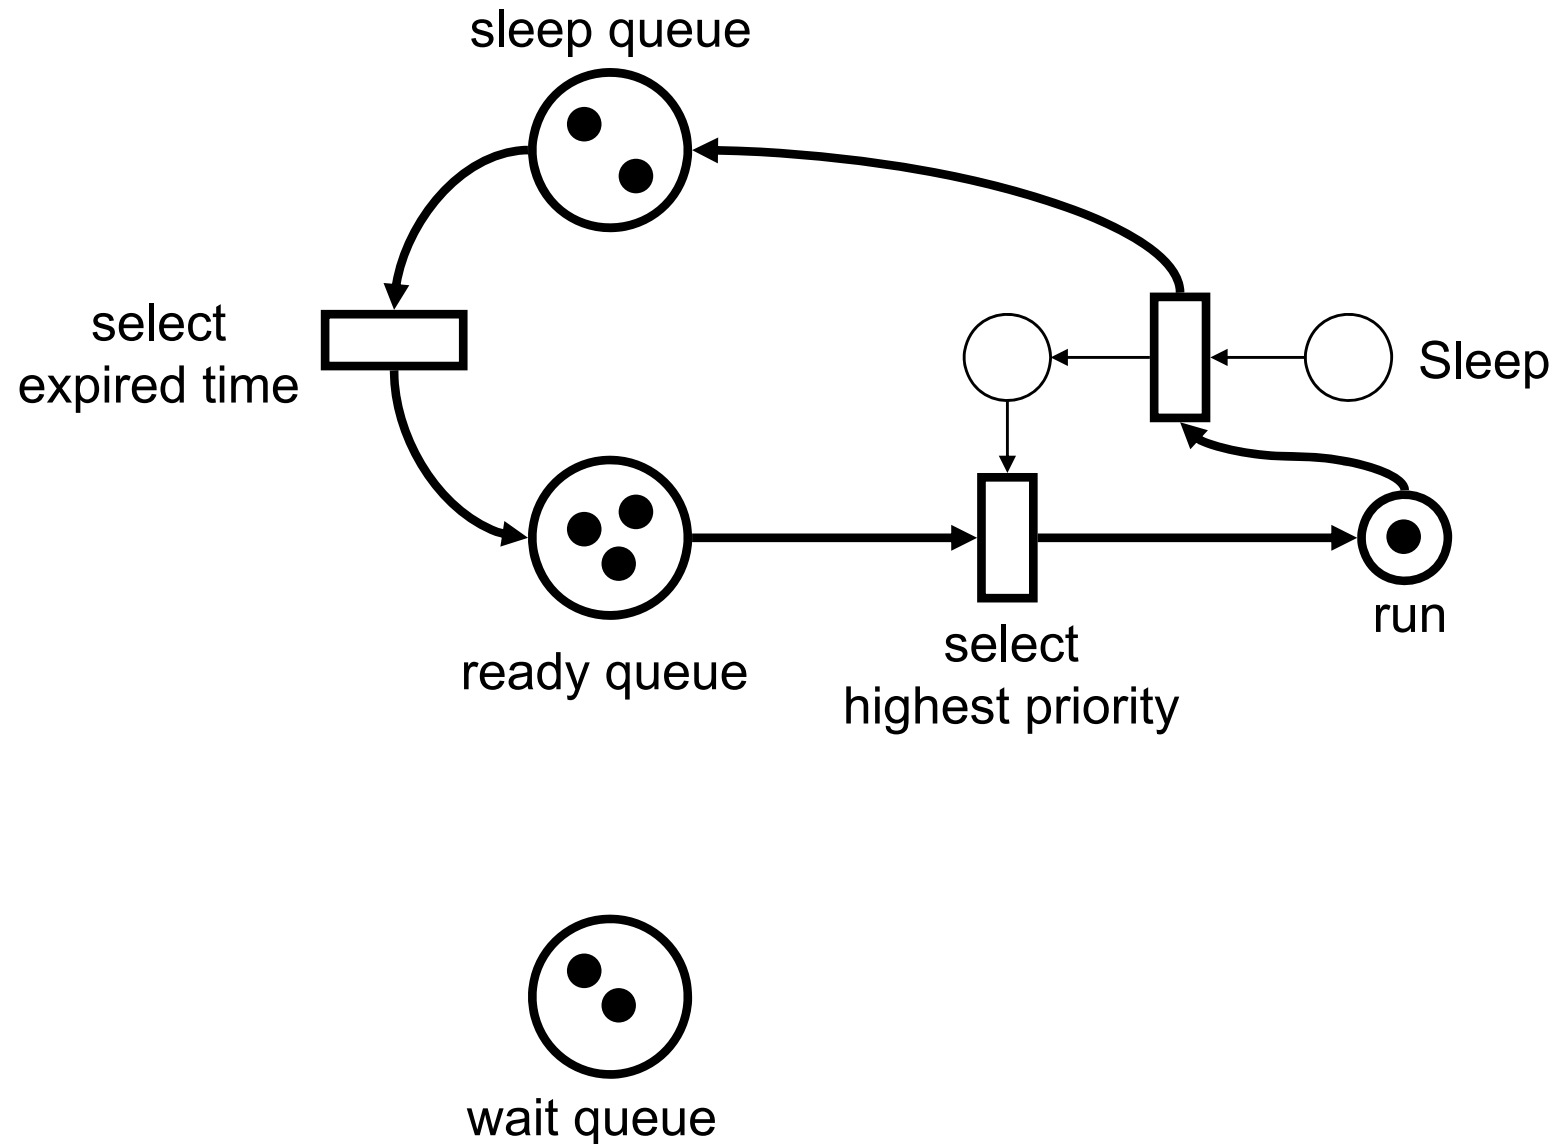 sleep queue
select
expired time
Sleep
run
ready queue
select
highest priority
wait queue